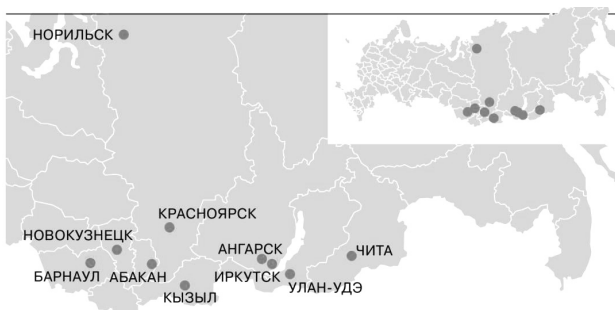 НОРИЛЬСК
КРАСНОЯРСК
НОВОКУЗНЕЦК
АНГАРСК
ЧИТА
БАРНАУЛ
АБАКАН
ИРКУТСК
УЛАН-УДЭ
КЫЗЫЛ